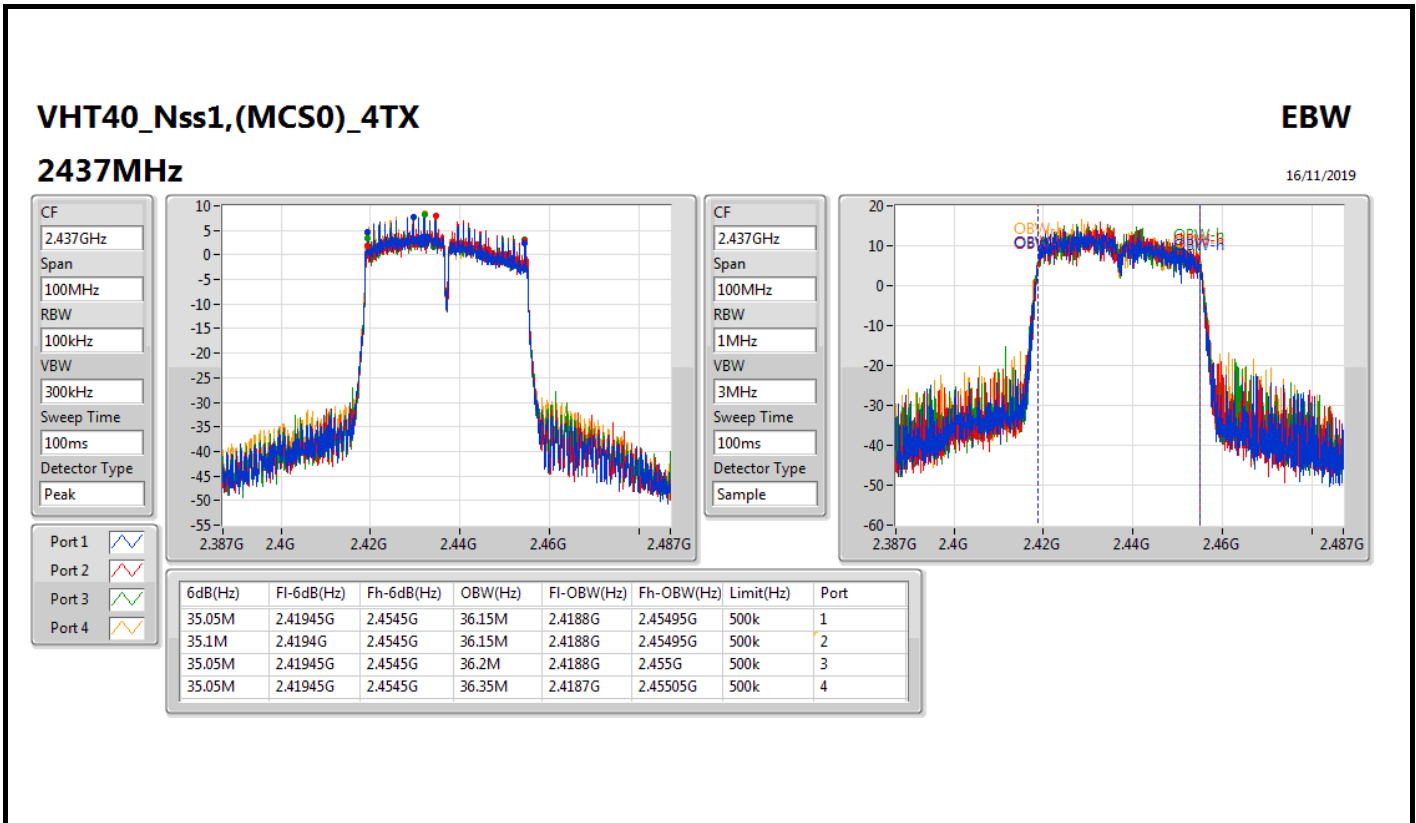 VHT40_Nss1,(MCS0)_4TX
EBW
2437MHz
16/11/2019
CF
2.437GHz
Span
100MHz
RBW
100kHz
VBW
300kHz
Sweep Time
100ms
Detector Type
Peak
10
5
0
-5
-10
-15
-20
-25
-30
-35
-40
-45
-50
-55
2.387G 2.4G 2.42G 2.44G 2.46G 2.487G
CF
2.437GHz
Span
100MHz
RBW
1MHz
VBW
3MHz
Sweep Time
100ms
Detector Type
Sample
20
10
0
-10
-20
-30
-40
-50
-60
OBW-h
2.387G 2.4G 2.42G 2.44G 2.46G 2.487G
Port 1
Port 2
Port 3
Port 4
6dB(Hz) Fl-6dB(Hz) Fh-6dB(Hz) OBW(Hz) Fl-OBW(Hz) Fh-OBW(Hz) Limit(Hz) Port
35.05M 2.41945G 2.4545G 36.15M 2.4188G 2.45495G 500k 1
35.1M 2.4194G 2.4545G 36.15M 2.4188G 2.45495G 500k 2
35.05M 2.41945G 2.4545G 36.2M 2.4188G 2.455G 500k 3
35.05M 2.41945G 2.4545G 36.35M 2.4187G 2.45505G 500k 4